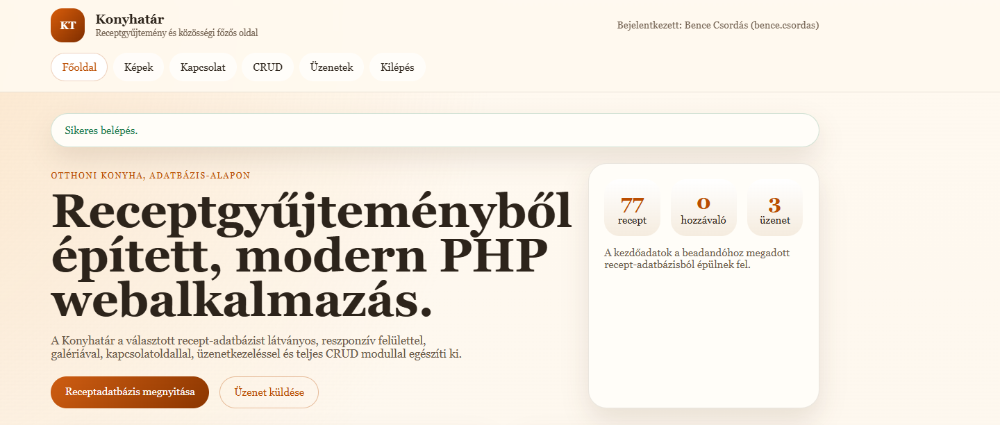 KT
Konyhatár
Receptgyűjtemény és közösségi főzős oldal
Bejelentkezett: Bence Csordás (bence.csordas)
Főoldal
Képek
Kapcsolat
CRUD
Üzenetek
Kilépés
Sikeres belépés.
OTTHONI KONYHA, ADATBÁZIS-ALAPON
Receptgyűjteményből
épített, modern PHP
webalkalmazás.
A Konyhatár a választott recept-adatbázist látványos, reszponzív felülettel,
galériával, kapcsolatoldallal, üzenetkezeléssel és teljes CRUD modullal egészíti ki.
Receptadatbázis megnyitása
Üzenet küldése
77
recept
0
hozzávaló
3
üzenet
A kezdőadatok a beadandóhoz megadott
recept-adatbázisból épülnek fel.